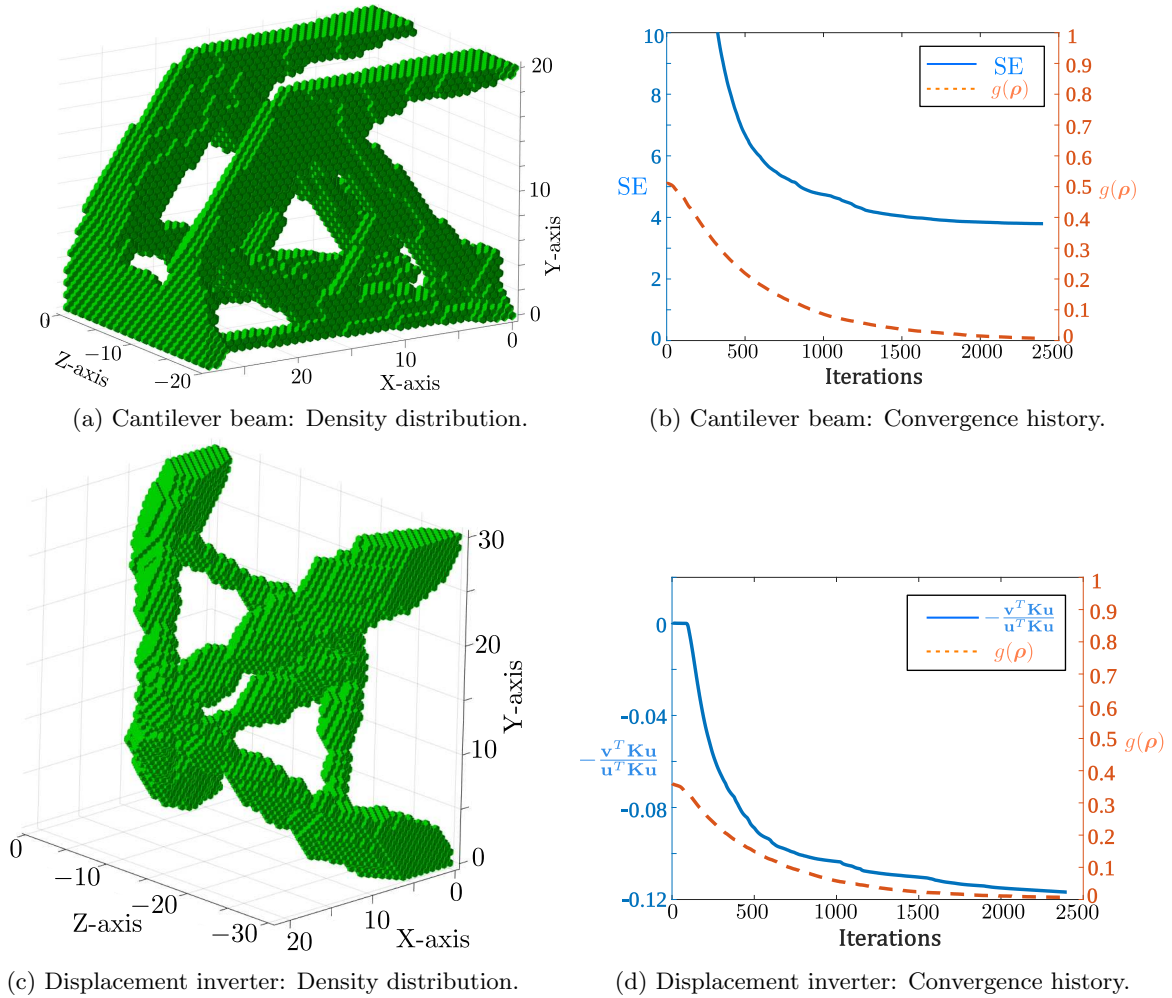 20
10
0
Y-axis
0
−10
−20
Z-axis
20
10
0
X-axis
(a) Cantilever beam: Density distribution.
10
8
6
4
2
0
SE
SE
g(ρ)
1
0.9
0.8
0.7
0.6
0.5
0.4
0.3
0.2
0.1
0
g(ρ)
0 500 1000 1500 2000 2500
Iterations
(b) Cantilever beam: Convergence history.
30
20
10
0
Y-axis
0
−10
−20
−30
Z-axis
20
10
0
X-axis
(c) Displacement inverter: Density distribution.
0
-0.04
-0.08
-0.12
−v^T Ku / u^T Ku
−v^T Ku / u^T Ku
g(ρ)
1
0.9
0.8
0.7
0.6
0.5
0.4
0.3
0.2
0.1
0
g(ρ)
0 500 1000 1500 2000 2500
Iterations
(d) Displacement inverter: Convergence history.